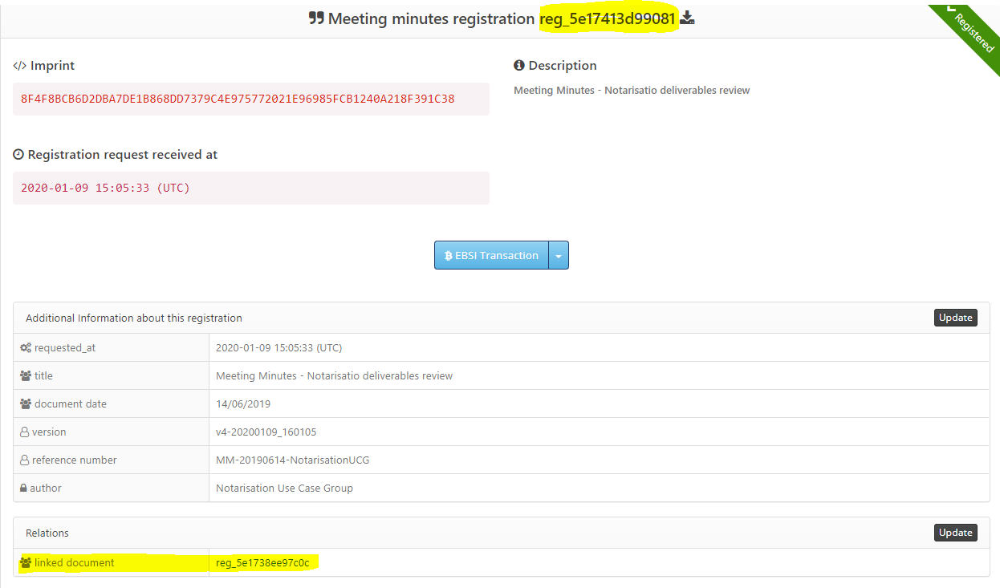 Meeting minutes registration reg_5e17413d99081
Registered
</> Imprint
8F4F8BCB6D2DBA7DE1B868DD7379C4E975772021E96985FCB1240A218F391C38
Description
Meeting Minutes - Notarisatio deliverables review
Registration request received at
2020-01-09 15:05:33 (UTC)
EBSI Transaction
Additional Information about this registration Update
requested_at 2020-01-09 15:05:33 (UTC)
title Meeting Minutes - Notarisatio deliverables review
document date 14/06/2019
version v4-20200109_160105
reference number MM-20190614-NotarisationUCG
author Notarisation Use Case Group
Relations Update
linked document reg_5e1738ee97c0c